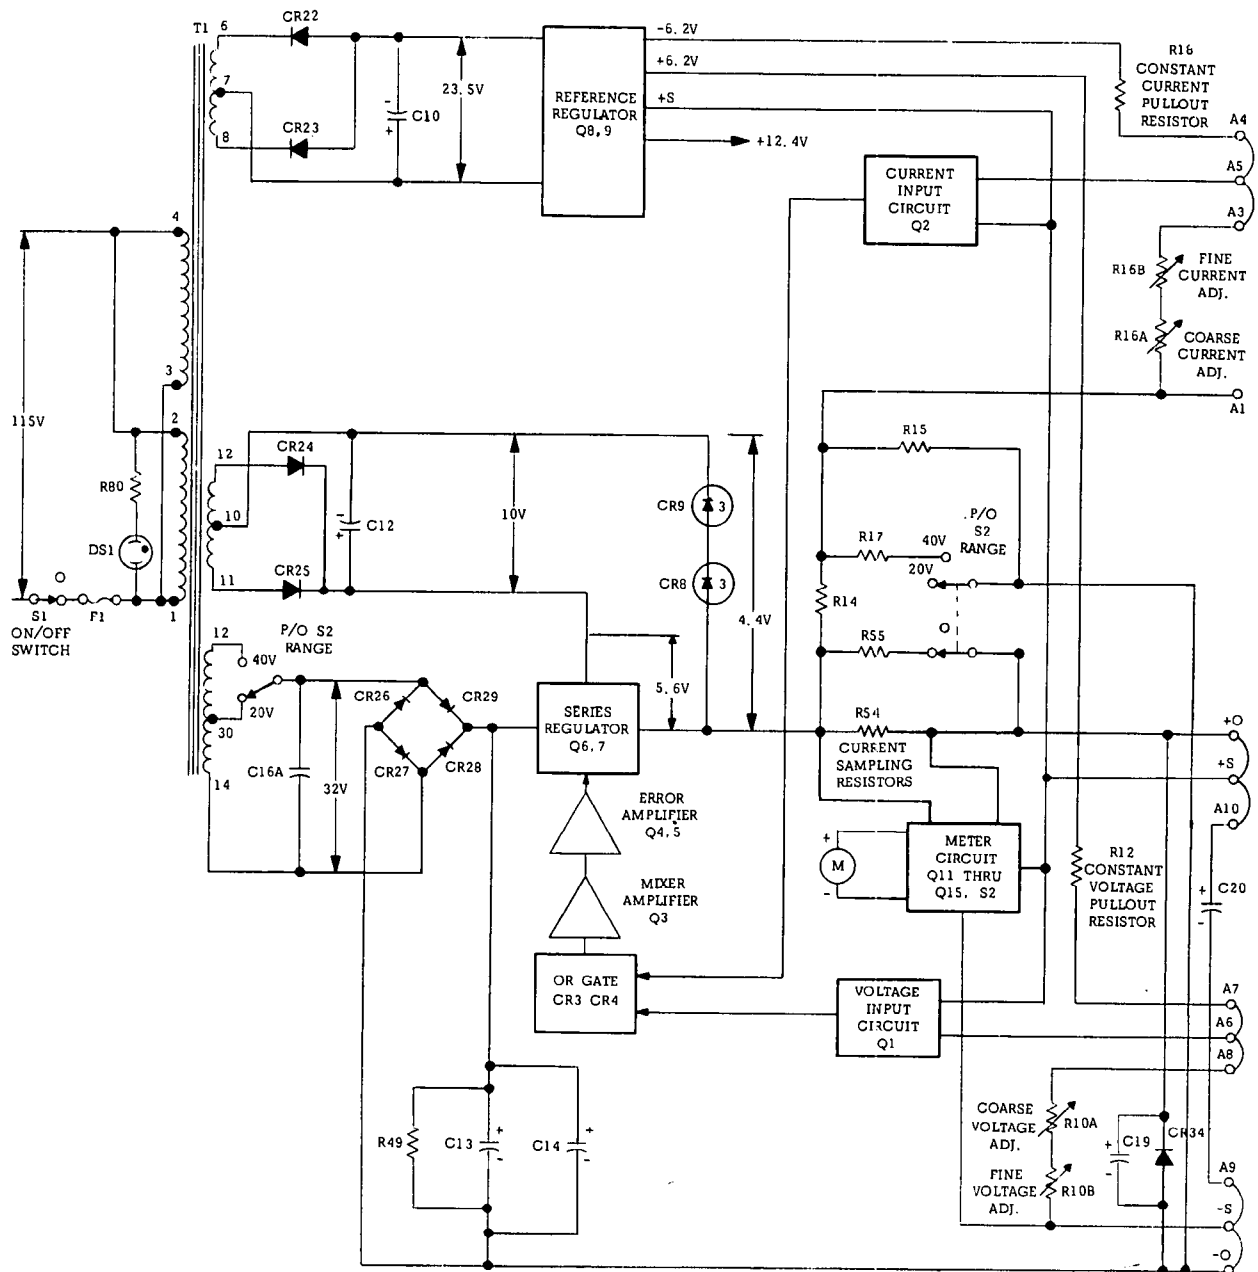 T1
6
CR22
7
8
CR23
23.5V
-
C10
+
REFERENCE
REGULATOR
Q8,9
-6.2V
+6.2V
+S
+12.4V
R16
CONSTANT
CURRENT
PULLOUT
RESISTOR
A4
A5
A3
CURRENT
INPUT
CIRCUIT
Q2
R16B
FINE
CURRENT
ADJ.
R16A
COARSE
CURRENT
ADJ.
A1
4
3
2
1
115V
R80
DS1
O
S1
F1
ON/OFF
SWITCH
12
CR24
10
11
CR25
-
+
C12
10V
CR9
3
CR8
3
4.4V
5.6V
R15
R17
40V
20V
P/O
S2
RANGE
R14
R55
O
R54
CURRENT
SAMPLING
RESISTORS
12
P/O S2
RANGE
40V
20V
30
14
C16A
32V
CR26
CR29
CR27
CR28
SERIES
REGULATOR
Q6,7
ERROR
AMPLIFIER
Q4,5
MIXER
AMPLIFIER
Q3
OR GATE
CR3 CR4
+
M
-
METER
CIRCUIT
Q11 THRU
Q15, S2
VOLTAGE
INPUT
CIRCUIT
Q1
R12
CONSTANT
VOLTAGE
PULLOUT
RESISTOR
+O
+S
A10
+
C20
-
A7
A6
A8
R49
C13
+
-
C14
+
-
COARSE
VOLTAGE
ADJ.
R10A
FINE
VOLTAGE
ADJ.
R10B
+
C19
-
CR34
A9
-S
-O